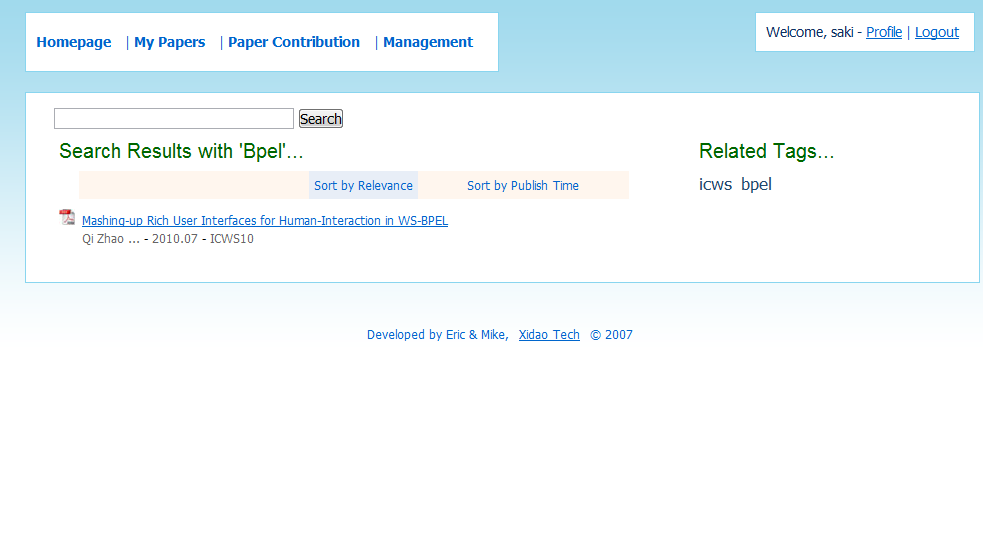 Homepage | My Papers | Paper Contribution | Management
Welcome, saki - Profile | Logout
Search
Search Results with 'Bpel'...
Sort by Relevance Sort by Publish Time
Mashing-up Rich User Interfaces for Human-Interaction in WS-BPEL
Qi Zhao ... - 2010.07 - ICWS10
Related Tags...
icws bpel
Developed by Eric & Mike, Xidao Tech © 2007